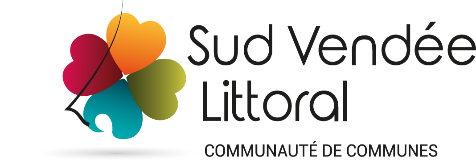 Sud Vendée
Littoral
COMMUNAUTÉ DE COMMUNES